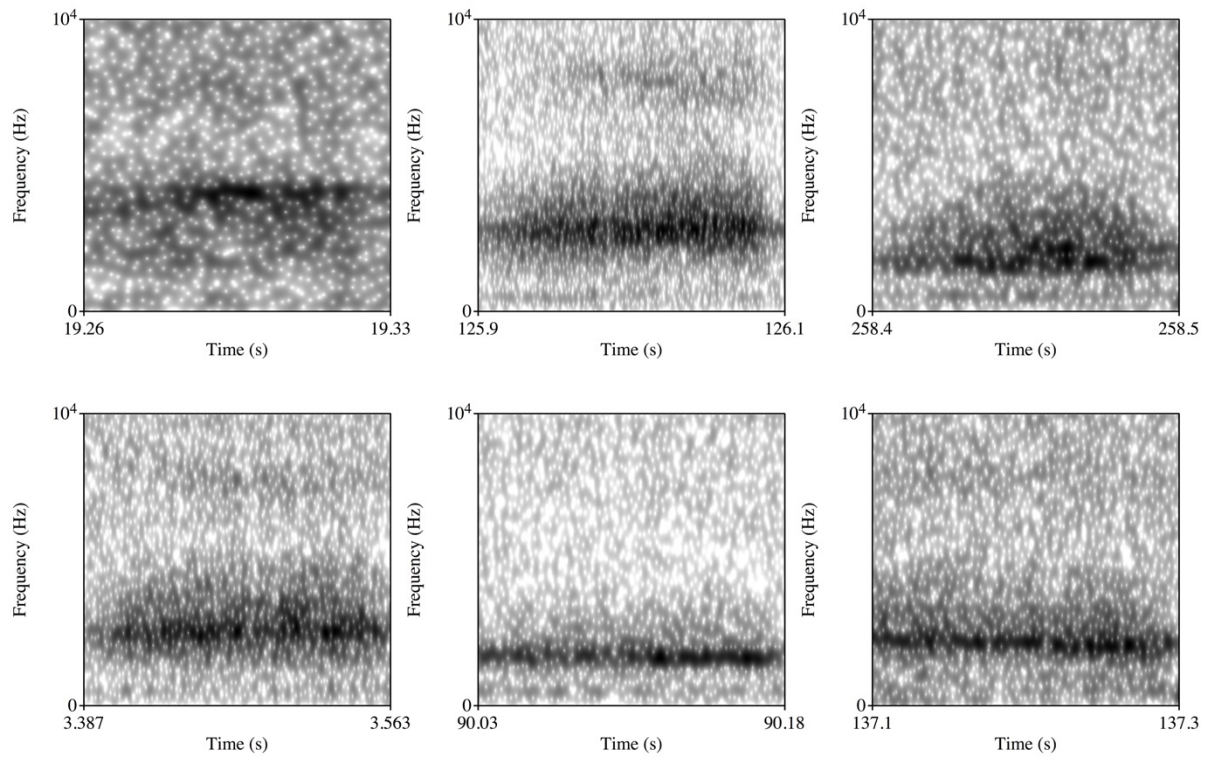 10⁴ 10⁴ 10⁴
Frequency (Hz) Frequency (Hz) Frequency (Hz)
0 0 0
19.26 19.33 125.9 126.1 258.4 258.5
Time (s) Time (s) Time (s)
10⁴ 10⁴ 10⁴
Frequency (Hz) Frequency (Hz) Frequency (Hz)
0 0 0
3.387 3.563 90.03 90.18 137.1 137.3
Time (s) Time (s) Time (s)